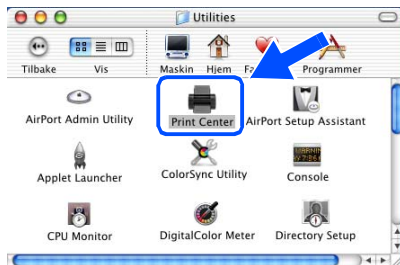 Utilities
Tilbake Vis Maskin Hjem Programmer
AirPort Admin Utility Print Center AirPort Setup Assistant
Applet Launcher ColorSync Utility Console
CPU Monitor DigitalColor Meter Directory Setup